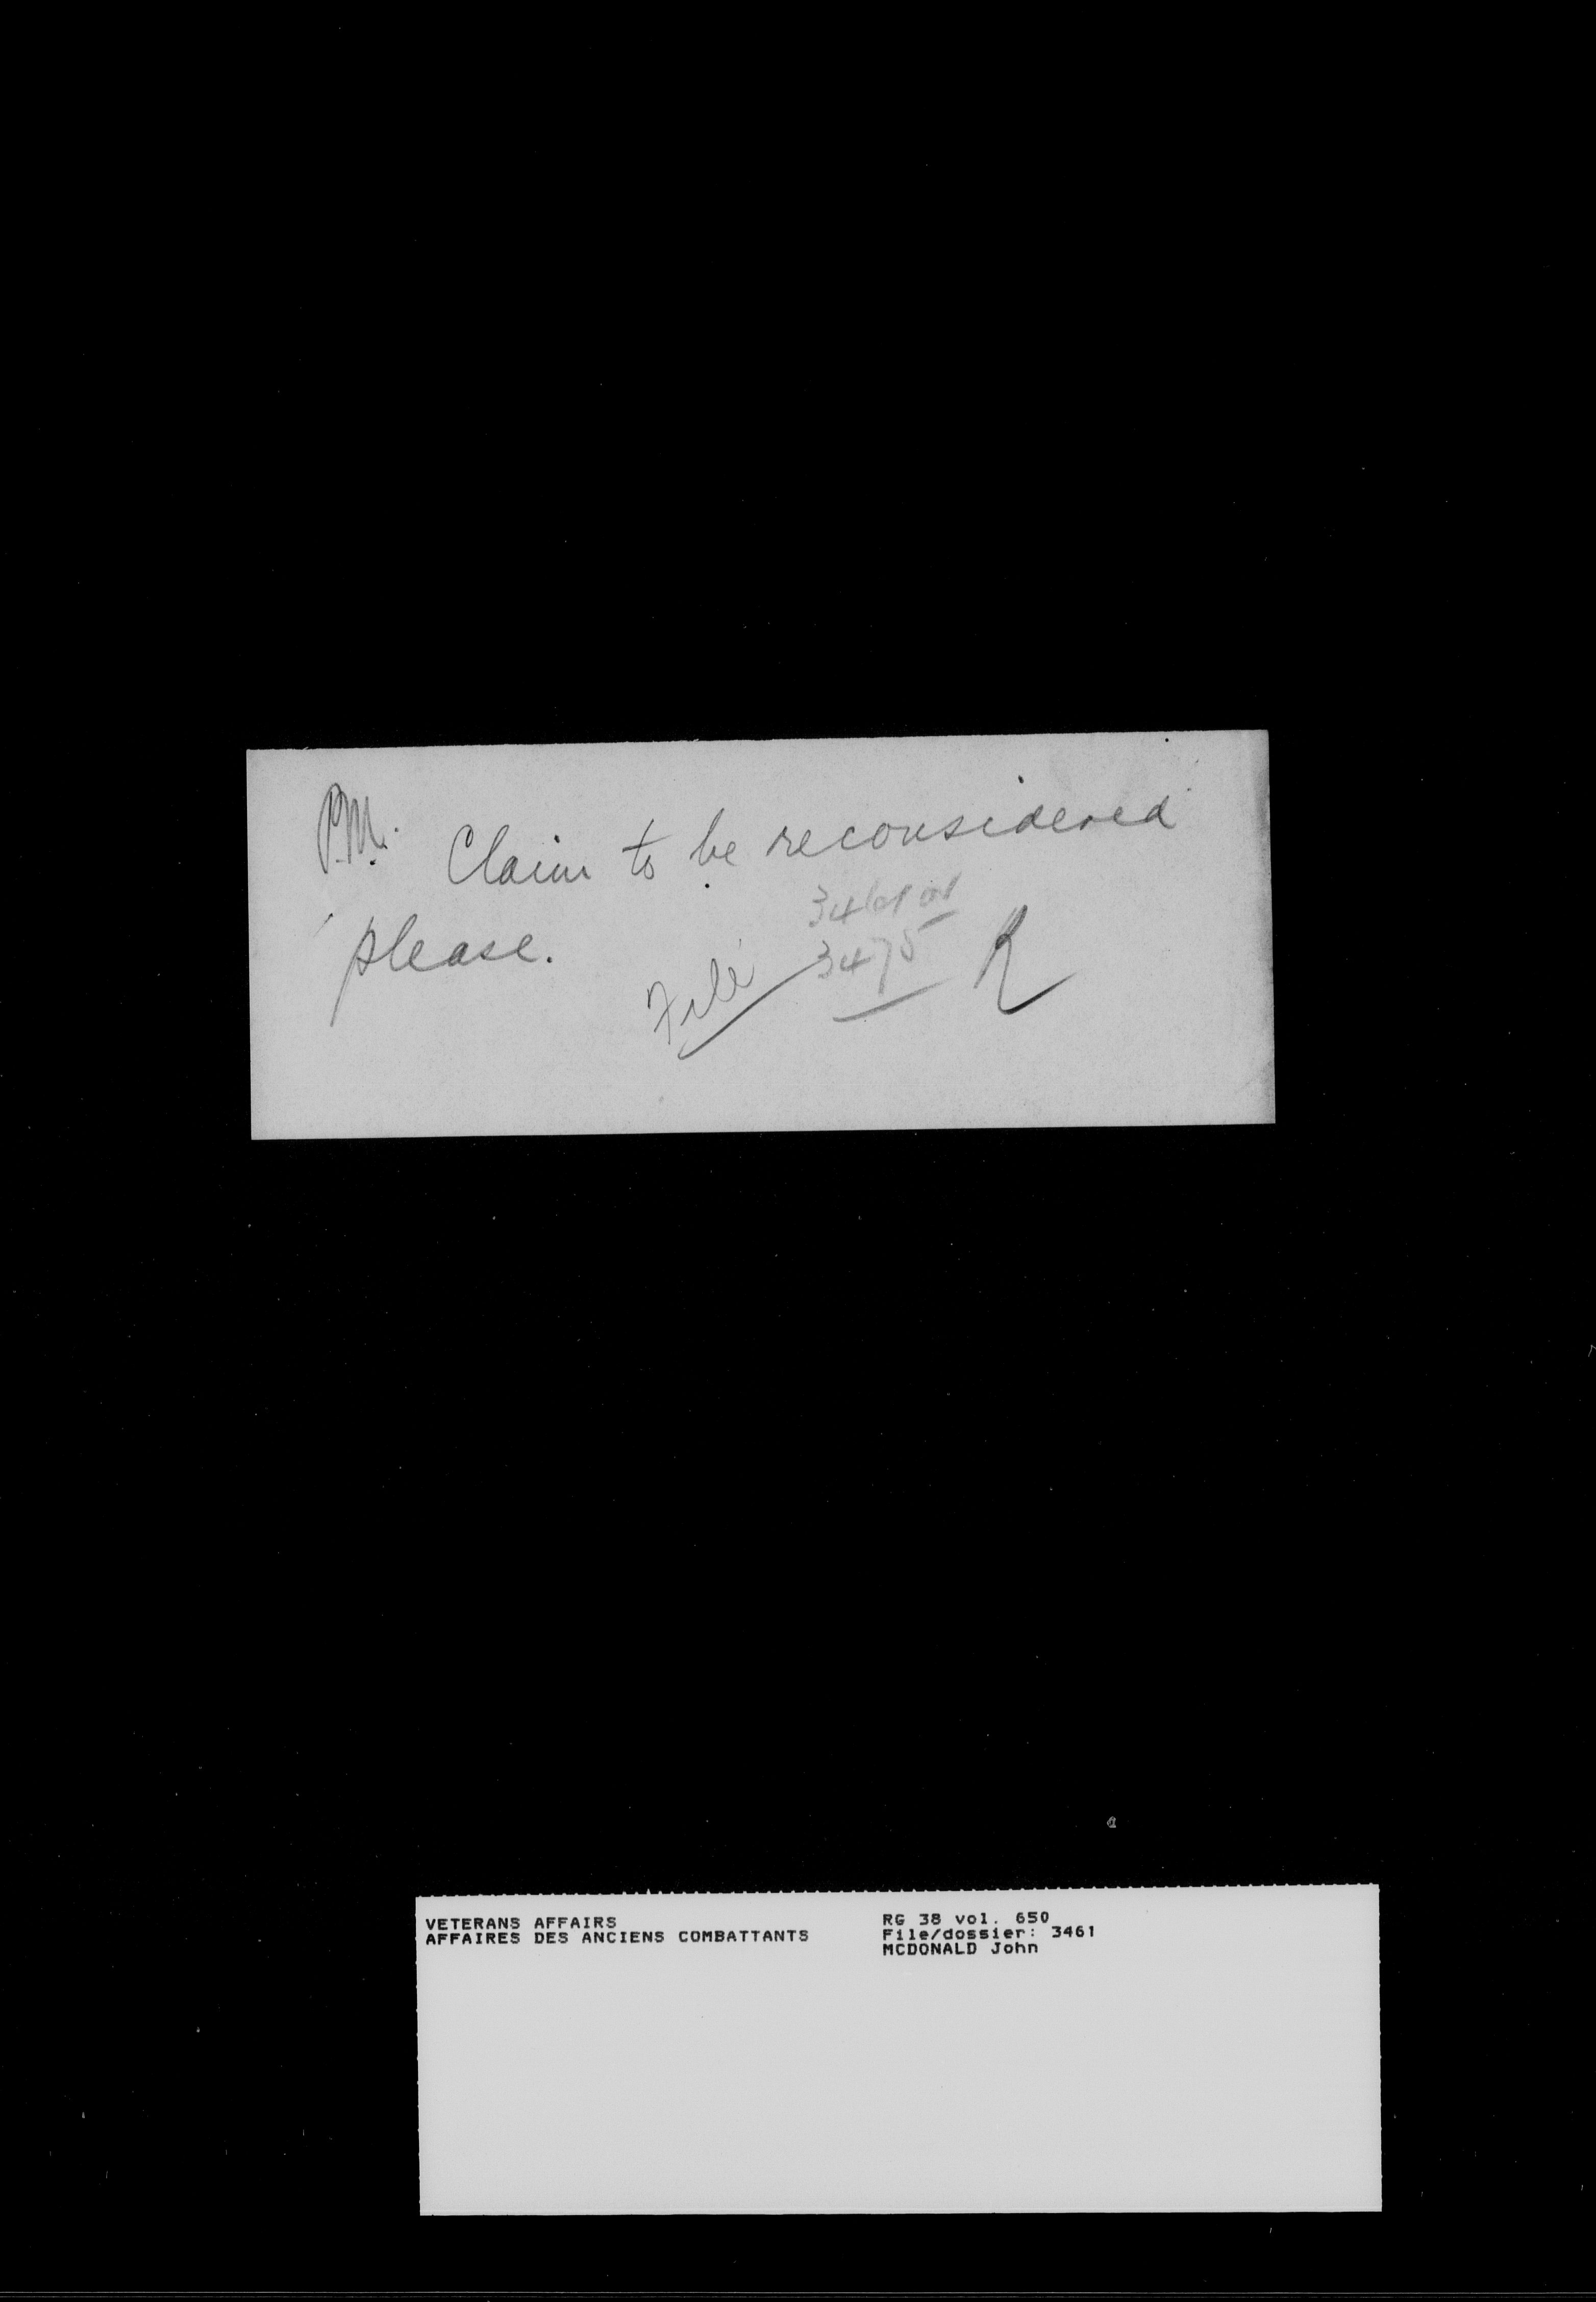 P.M. Claim to be reconsidered
please.
3461 or
3475
File
R
VETERANS AFFAIRS
AFFAIRES DES ANCIENS COMBATTANTS
RG 38 vol. 650
File/dossier: 3461
MCDONALD John